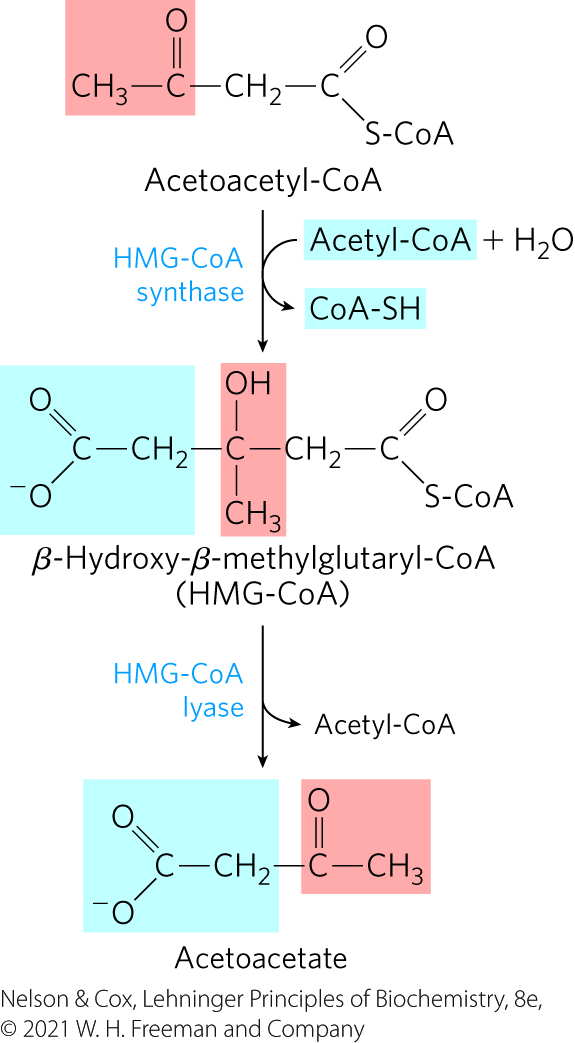 O
O
CH₃—C—CH₂—C
S-CoA
Acetoacetyl-CoA
Acetyl-CoA + H₂O
HMG-CoA
synthase
CoA-SH
OH
O
O
C—CH₂—C—CH₂—C
⁻O
S-CoA
CH₃
β-Hydroxy-β-methylglutaryl-CoA
(HMG-CoA)
HMG-CoA
lyase
Acetyl-CoA
O
O
C—CH₂—C—CH₃
⁻O
Acetoacetate
Nelson & Cox, Lehninger Principles of Biochemistry, 8e,
© 2021 W. H. Freeman and Company